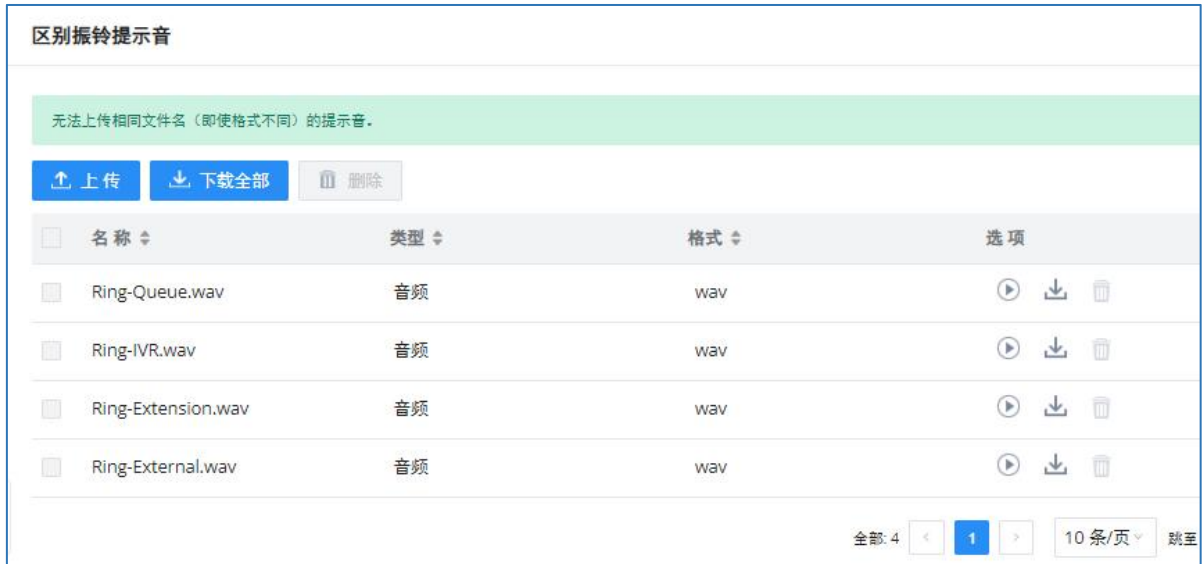 区别振铃提示音
无法上传相同文件名（即使格式不同）的提示音。
上传 下载全部 删除
名称 类型 格式 选项
Ring-Queue.wav 音频 wav
Ring-IVR.wav 音频 wav
Ring-Extension.wav 音频 wav
Ring-External.wav 音频 wav
全部: 4 < 1 > 10 条/页 跳至